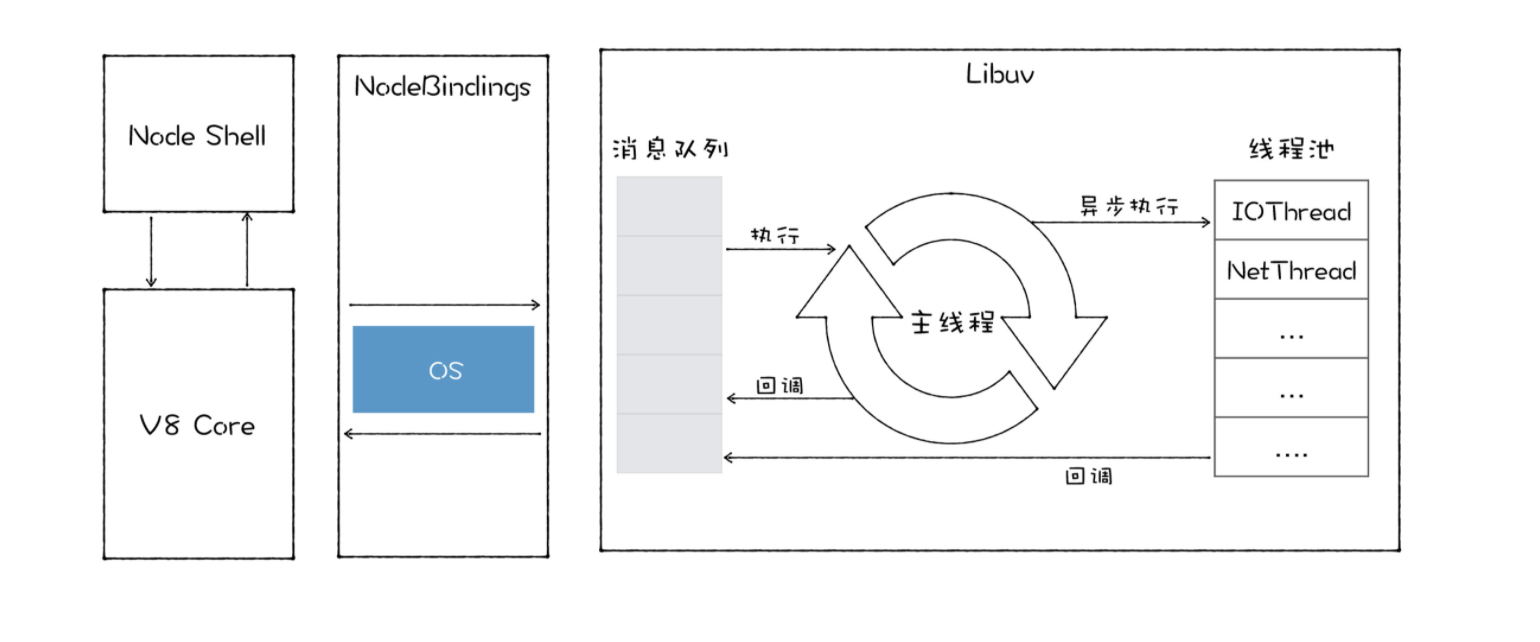 Node Shell
V8 Core
NodeBindings
OS
Libuv
消息队列
执行
回调
主线程
异步执行
回调
线程池
IOThread
NetThread
...
...
....